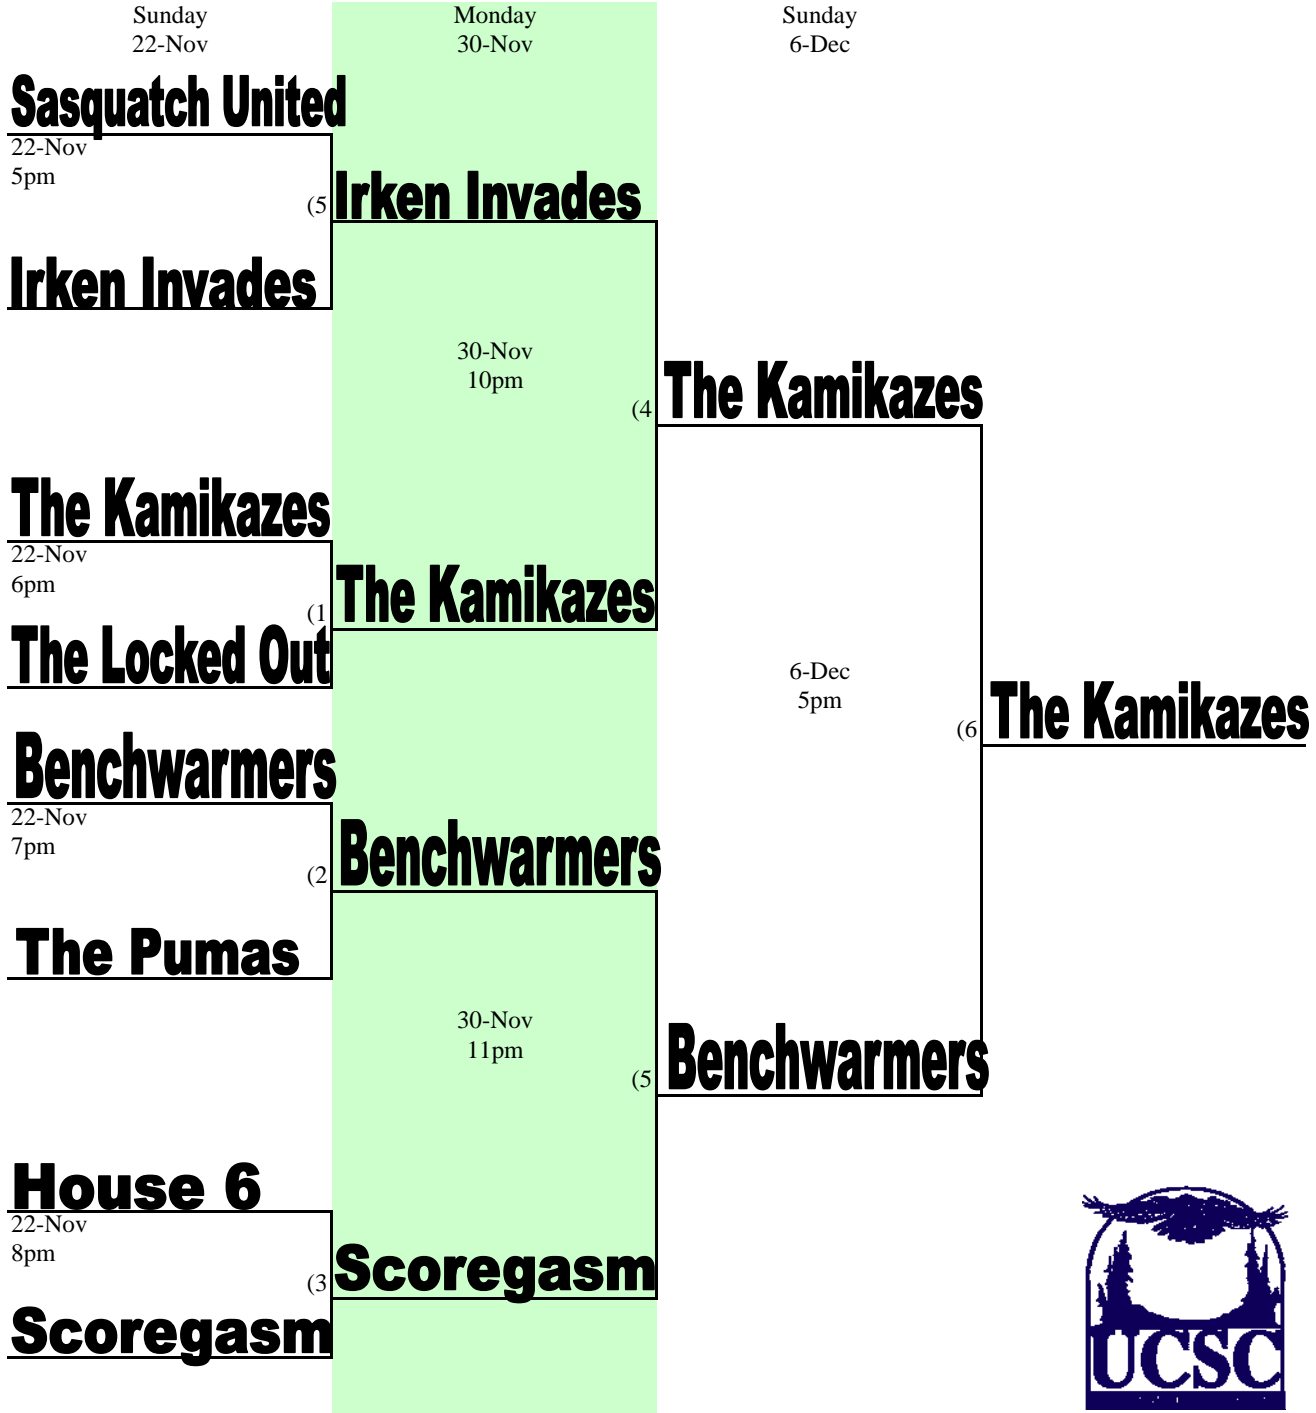 Sunday
22-Nov
Monday
30-Nov
Sunday
6-Dec
Sasquatch United
22-Nov
5pm
(5
Irken Invades
Irken Invades
30-Nov
10pm
(4
The Kamikazes
The Kamikazes
22-Nov
6pm
(1
The Kamikazes
The Locked Out
6-Dec
5pm
(6
The Kamikazes
Benchwarmers
22-Nov
7pm
(2
Benchwarmers
The Pumas
30-Nov
11pm
(5
Benchwarmers
House 6
22-Nov
8pm
(3
Scoregasm
Scoregasm
UCSC